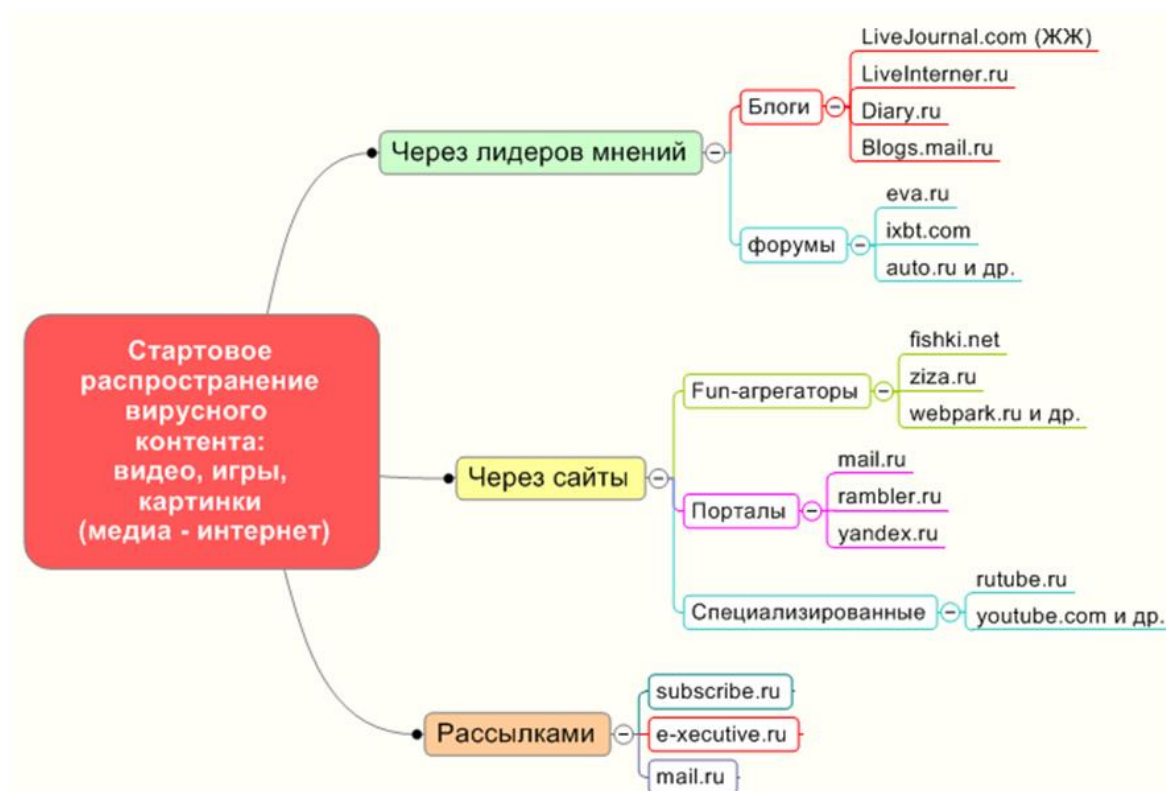 Стартовое
распространение
вирусного
контента:
видео, игры,
картинки
(медиа - интернет)
Через лидеров мнений
Блоги
LiveJournal.com (ЖЖ)
LiveInterner.ru
Diary.ru
Blogs.mail.ru
форумы
eva.ru
ixbt.com
auto.ru и др.
Через сайты
Fun-агрегаторы
fishki.net
ziza.ru
webpark.ru и др.
Порталы
mail.ru
rambler.ru
yandex.ru
Специализированные
rutube.ru
youtube.com и др.
Рассылками
subscribe.ru
e-xecutive.ru
mail.ru